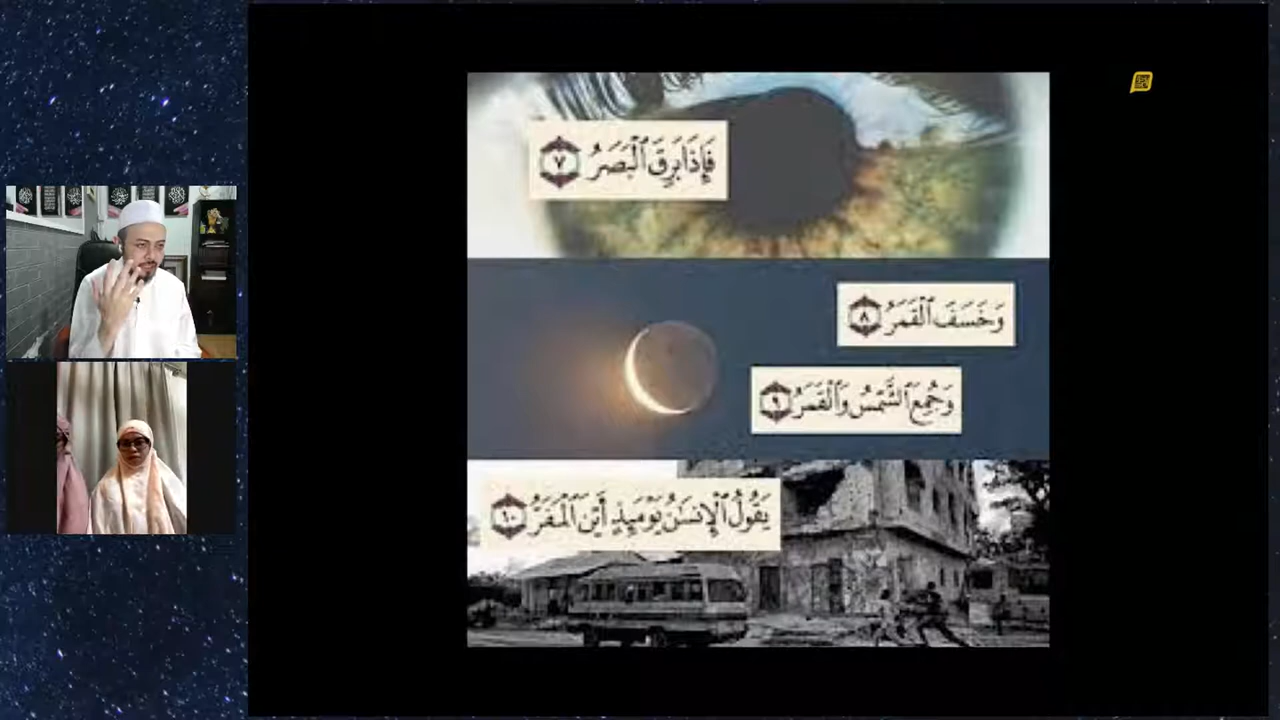 فَإِذَا بَرِقَ ٱلْبَصَرُ ٧
وَخَسَفَ ٱلْقَمَرُ ٨
وَجُمِعَ ٱلشَّمْسُ وَٱلْقَمَرُ ٩
يَقُولُ ٱلْإِنسَٰنُ يَوْمَئِذٍ أَيْنَ ٱلْمَفَرُّ ١٠